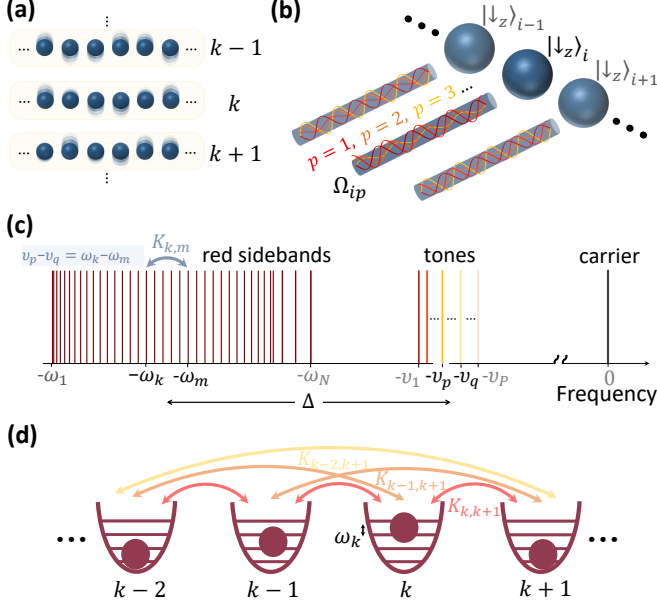 (a)
⋮
... ... k − 1
... ... k
... ... k + 1
⋮
(b)
|↓z⟩i−1
|↓z⟩i
|↓z⟩i+1
p = 1, p = 2, p = 3 ...
Ωip
(c)
υp−υq = ωk−ωm
Kk,m
red sidebands
tones
carrier
... ... ...
-ω1 -ωk -ωm -ωN -υ1 -υp -υq -υP 0
Frequency
Δ
(d)
Kk−2,k+1
Kk−1,k+1
Kk,k+1
ωk
... ...
k − 2 k − 1 k k + 1